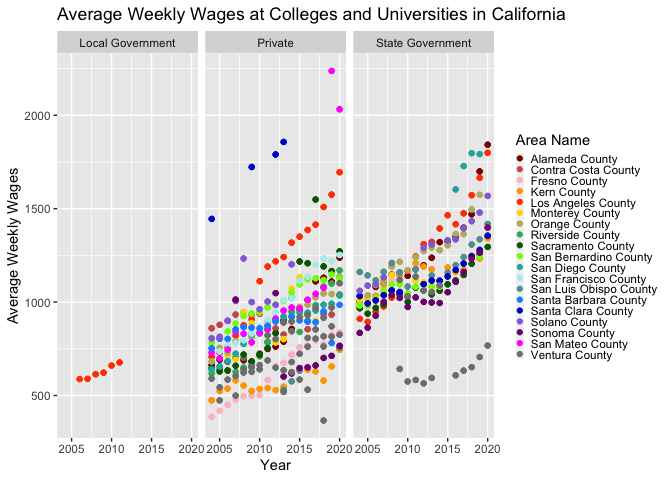 Average Weekly Wages at Colleges and Universities in California
Local Government
Private
State Government
2000
1500
1000
500
2005 2010 2015 2020
2005 2010 2015 2020
2005 2010 2015 2020
Year
Average Weekly Wages
Area Name
Alameda County
Contra Costa County
Fresno County
Kern County
Los Angeles County
Monterey County
Orange County
Riverside County
Sacramento County
San Bernardino County
San Diego County
San Francisco County
San Luis Obispo County
Santa Barbara County
Santa Clara County
Solano County
Sonoma County
San Mateo County
Ventura County